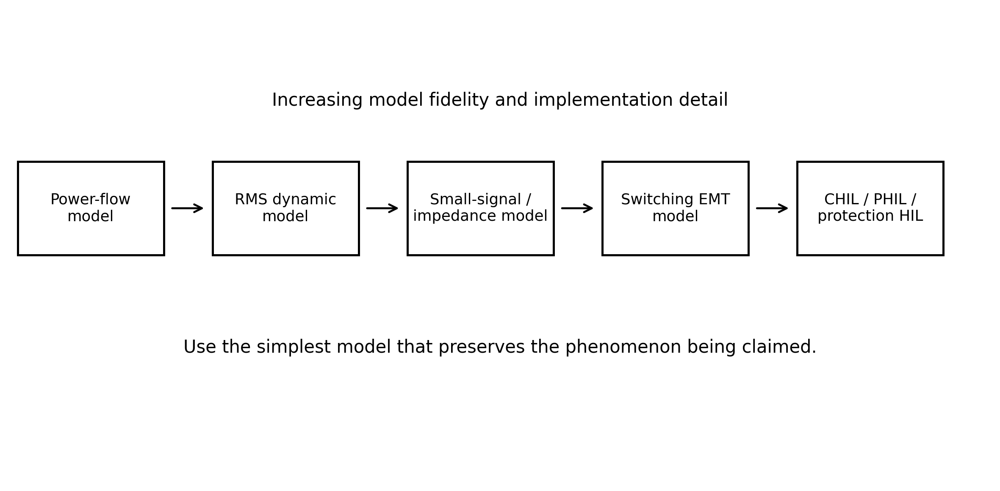 Increasing model fidelity and implementation detail
Power-flow
model
RMS dynamic
model
Small-signal /
impedance model
Switching EMT
model
CHIL / PHIL /
protection HIL
Use the simplest model that preserves the phenomenon being claimed.